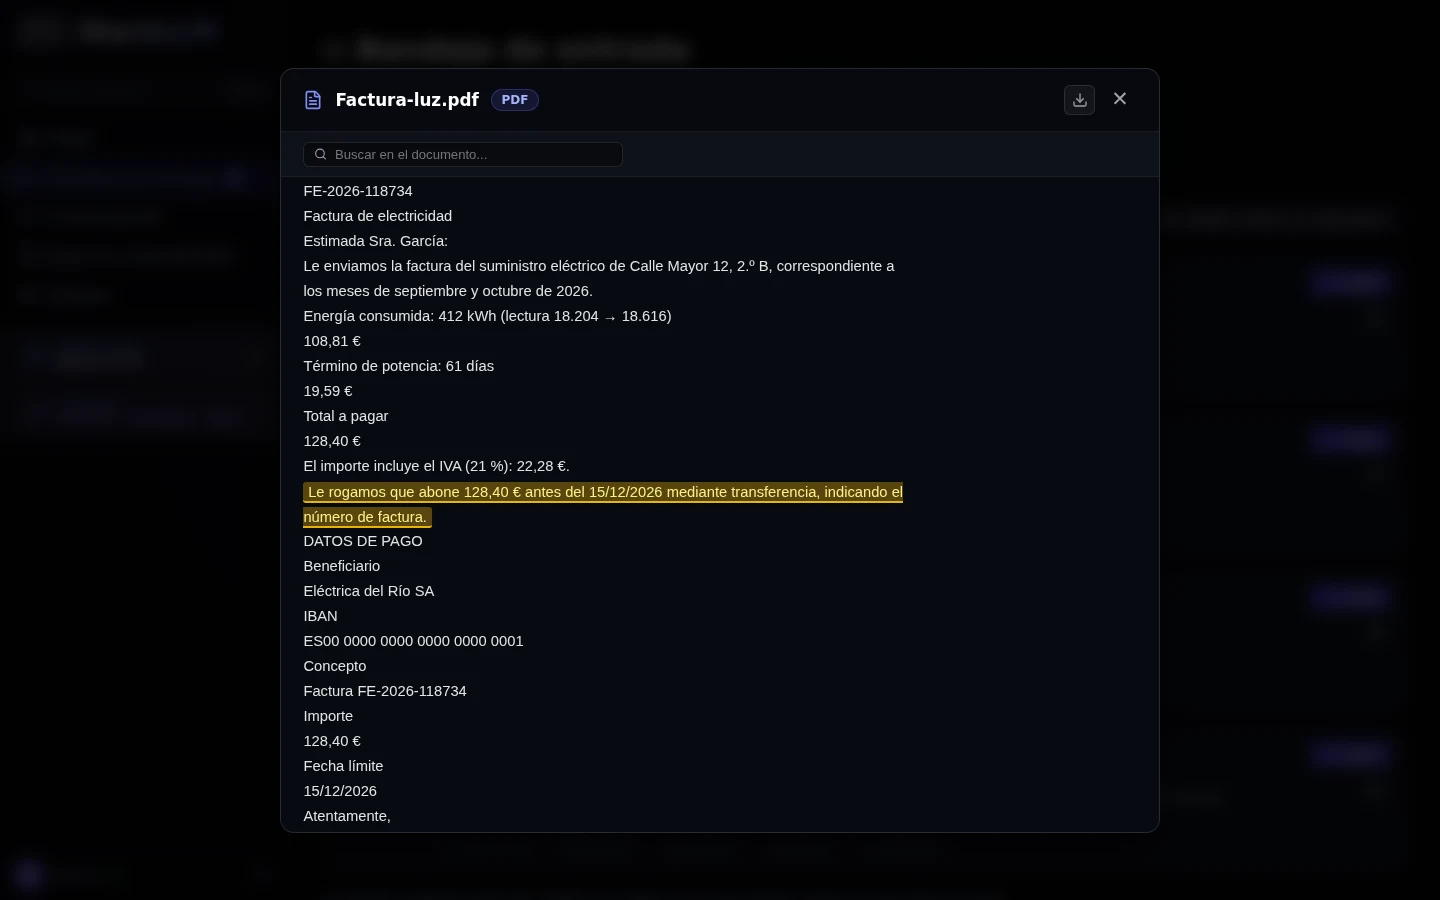 Bandeja de entrada
Factura-luz.pdf PDF
Buscar en el documento...
FE-2026-118734
Factura de electricidad
Estimada Sra. García:
Le enviamos la factura del suministro eléctrico de Calle Mayor 12, 2.º B, correspondiente a
los meses de septiembre y octubre de 2026.
Energía consumida: 412 kWh (lectura 18.204 → 18.616)
108,81 €
Término de potencia: 61 días
19,59 €
Total a pagar
128,40 €
El importe incluye el IVA (21 %): 22,28 €.
Le rogamos que abone 128,40 € antes del 15/12/2026 mediante transferencia, indicando el
número de factura.
DATOS DE PAGO
Beneficiario
Eléctrica del Río SA
IBAN
ES00 0000 0000 0000 0000 0001
Concepto
Factura FE-2026-118734
Importe
128,40 €
Fecha límite
15/12/2026
Atentamente,